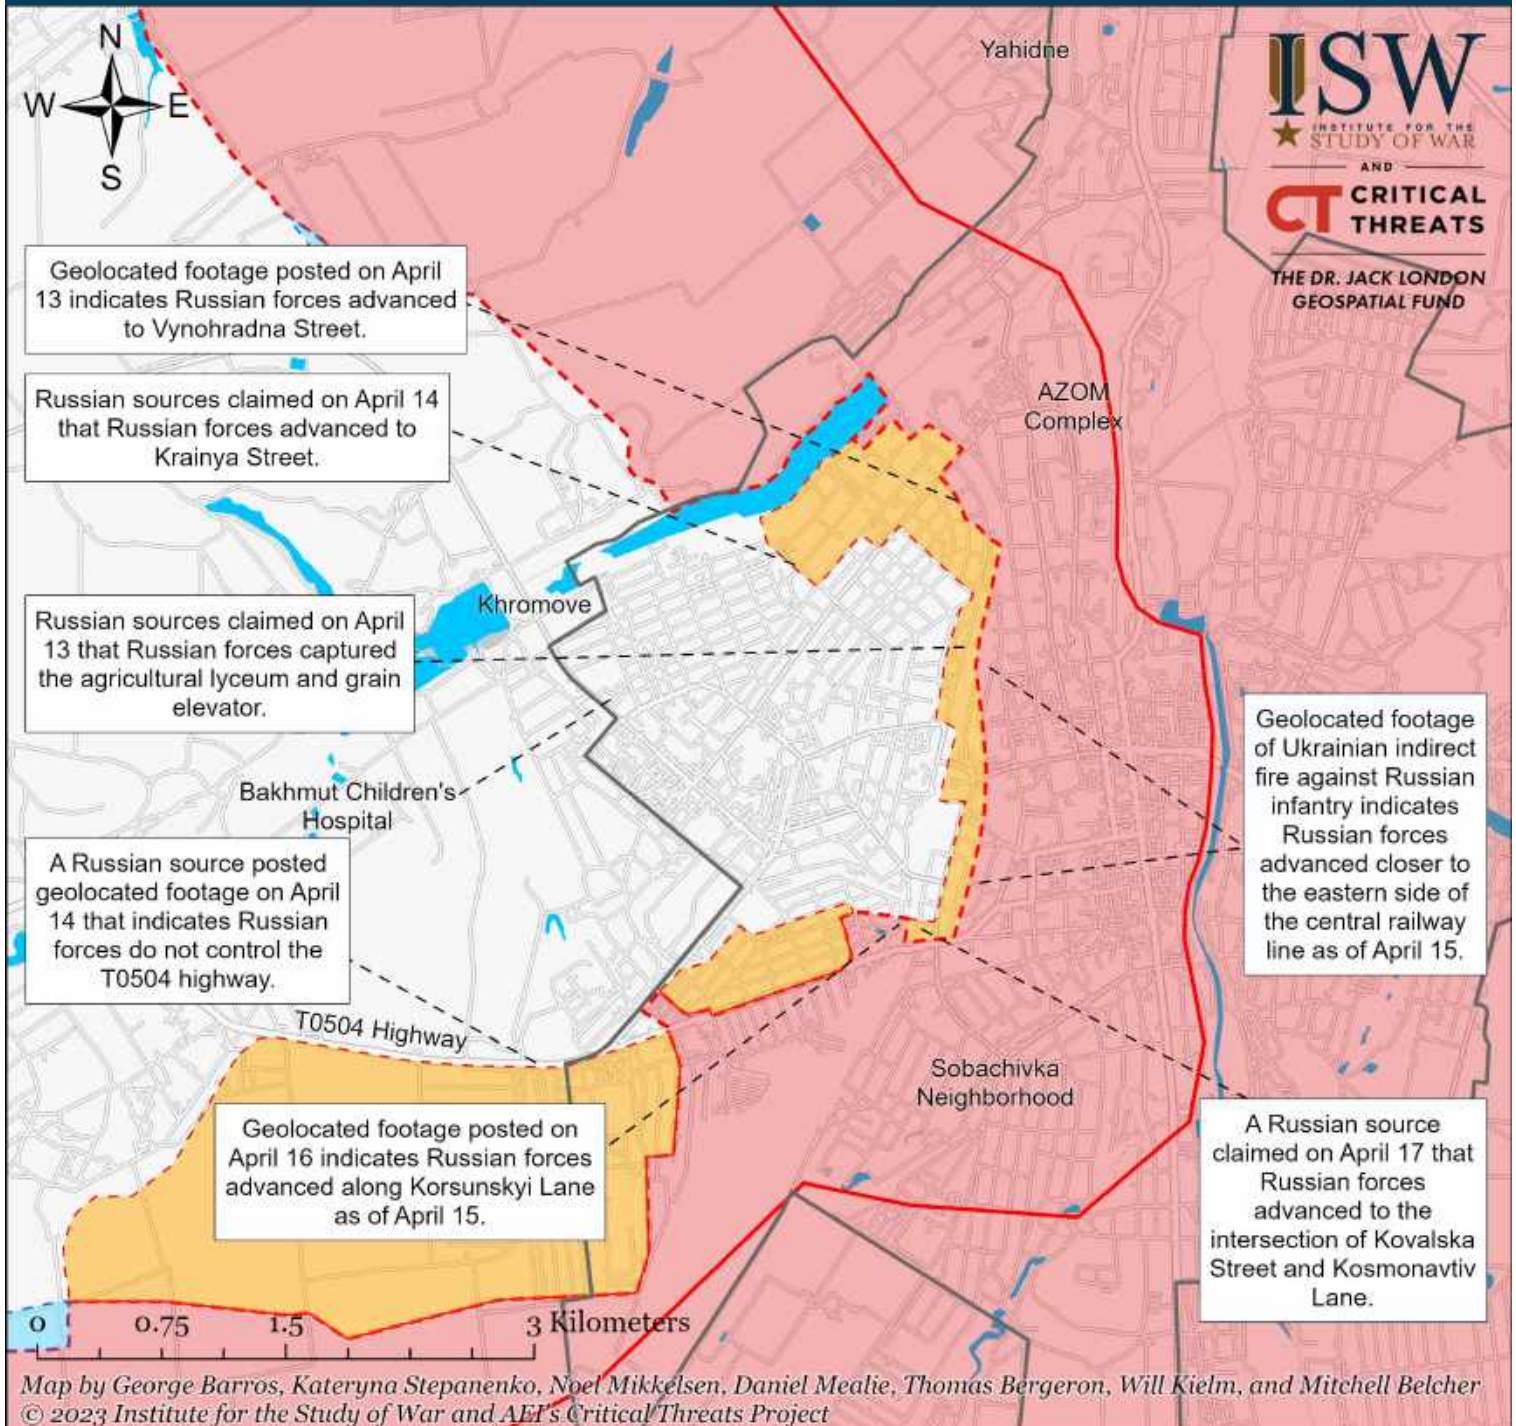 N
W
E
S
Yahidne
ISW
INSTITUTE FOR THE
STUDY OF WAR
AND
CT CRITICAL
THREATS
THE DR. JACK LONDON
GEOSPATIAL FUND
Geolocated footage posted on April
13 indicates Russian forces advanced
to Vynohradna Street.
Russian sources claimed on April 14
that Russian forces advanced to
Krainya Street.
AZOM
Complex
Khromove
Russian sources claimed on April
13 that Russian forces captured
the agricultural lyceum and grain
elevator.
Bakhmut Children's
Hospital
Geolocated footage
of Ukrainian indirect
fire against Russian
infantry indicates
Russian forces
advanced closer to
the eastern side of
the central railway
line as of April 15.
A Russian source posted
geolocated footage on April
14 that indicates Russian
forces do not control the
T0504 highway.
T0504 Highway
Sobachivka
Neighborhood
Geolocated footage posted on
April 16 indicates Russian forces
advanced along Korsunskyi Lane
as of April 15.
A Russian source
claimed on April 17 that
Russian forces
advanced to the
intersection of Kovalska
Street and Kosmonavtiv
Lane.
0 0.75 1.5 3 Kilometers
Map by George Barros, Kateryna Stepanenko, Noel Mikkelsen, Daniel Mealie, Thomas Bergeron, Will Kielm, and Mitchell Belcher
© 2023 Institute for the Study of War and AEI's Critical Threats Project